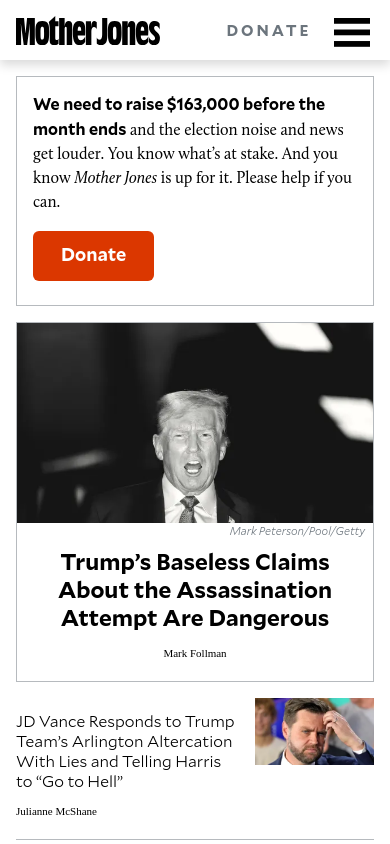 Mother Jones
DONATE
We need to raise $163,000 before the
month ends and the election noise and news
get louder. You know what’s at stake. And you
know Mother Jones is up for it. Please help if you
can.
Donate
Mark Peterson/Pool/Getty
Trump’s Baseless Claims
About the Assassination
Attempt Are Dangerous
Mark Follman
JD Vance Responds to Trump
Team’s Arlington Altercation
With Lies and Telling Harris
to “Go to Hell”
Julianne McShane